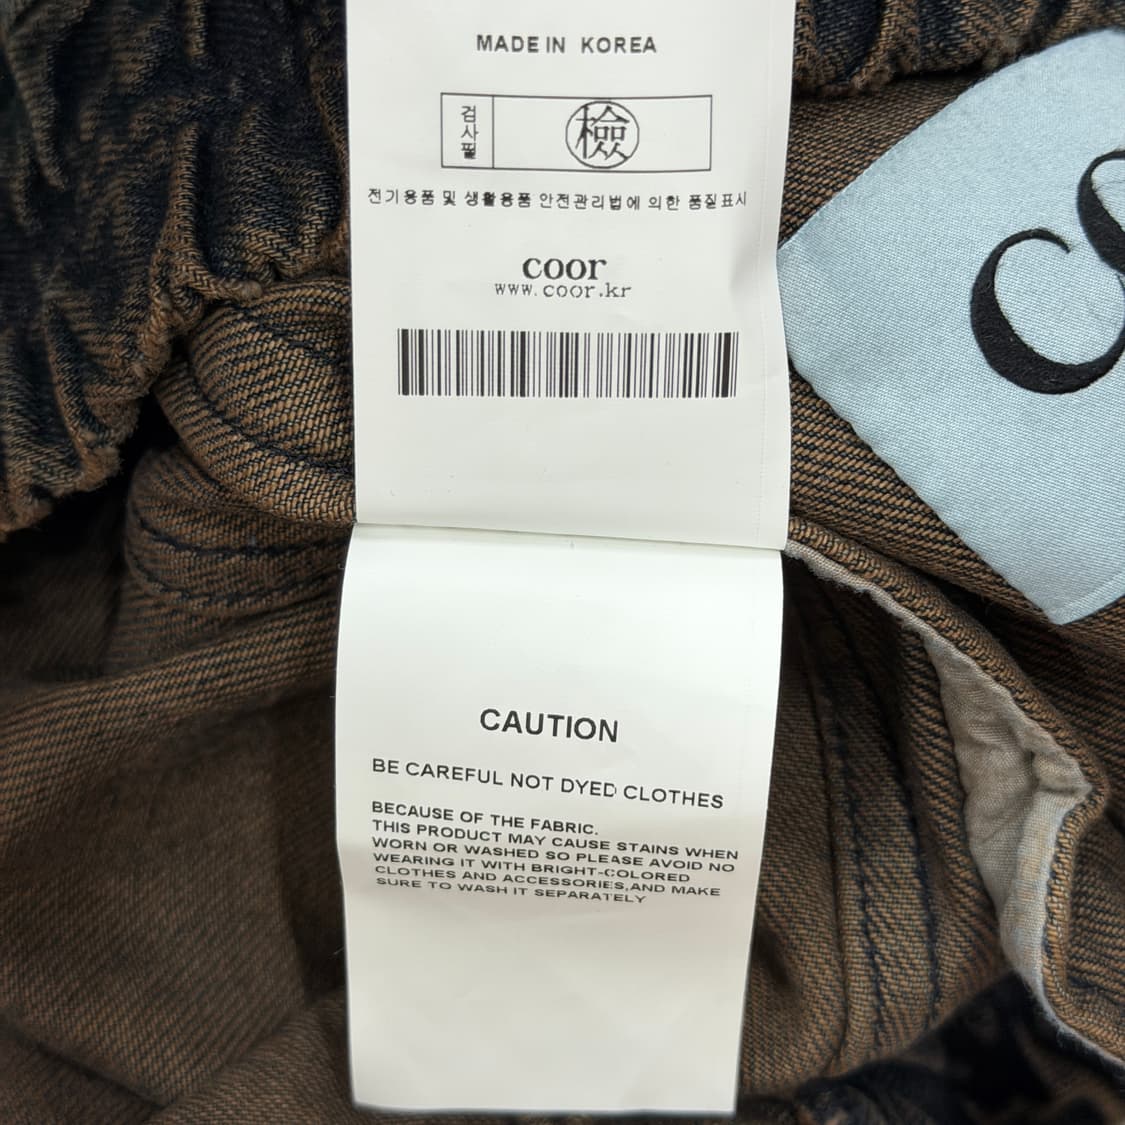 MADE IN KOREA
검사필
檢
전기용품 및 생활용품 안전관리법에 의한 품질표시
coor
www.coor.kr
CAUTION
BE CAREFUL NOT DYED CLOTHES
BECAUSE OF THE FABRIC.
THIS PRODUCT MAY CAUSE STAINS WHEN
WORN OR WASHED SO PLEASE AVOID NO
WEARING IT WITH BRIGHT-COLORED
CLOTHES AND ACCESSORIES,AND MAKE
SURE TO WASH IT SEPARATELY